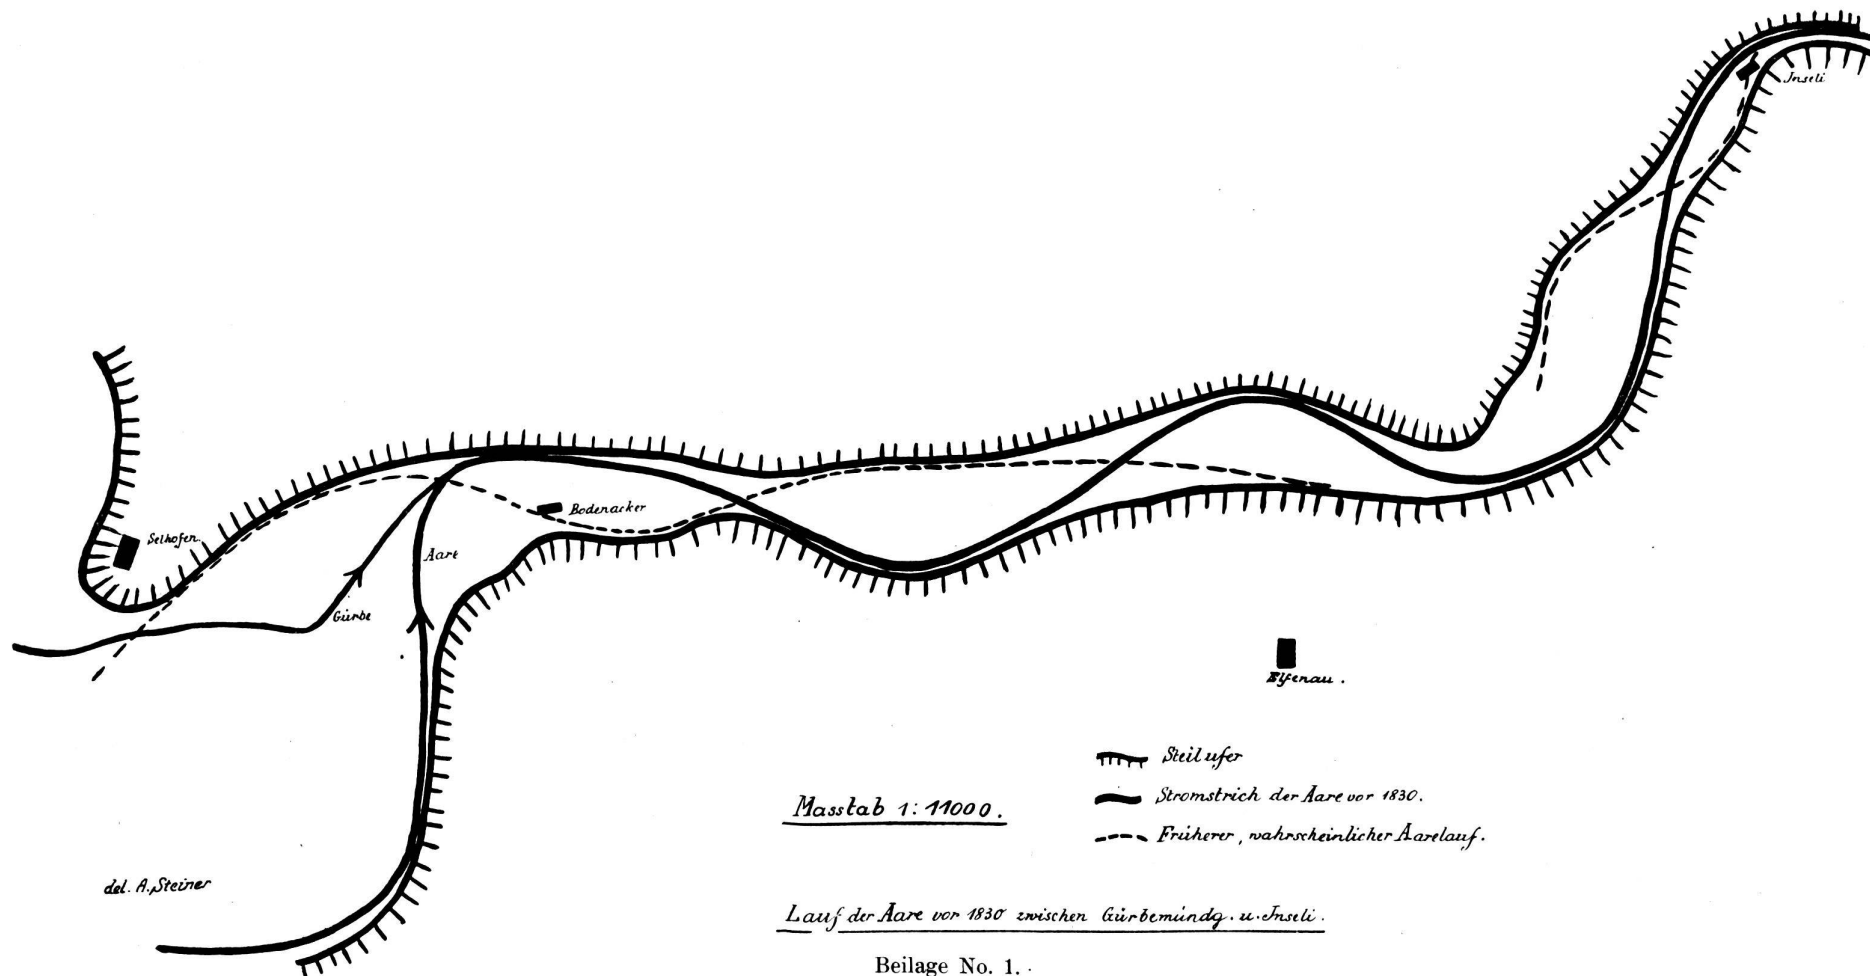 Inseli
Selhofen.
Bodenacker
Aare
Gürbe
Elfenau.
Steilufer
Masstab 1:11000.
Stromstrich der Aare vor 1830.
Früherer, wahrscheinlicher Aarelauf.
del. A. Steiner
Lauf der Aare vor 1830 zwischen Gürbemündg. u. Inseli.
Beilage No. 1.